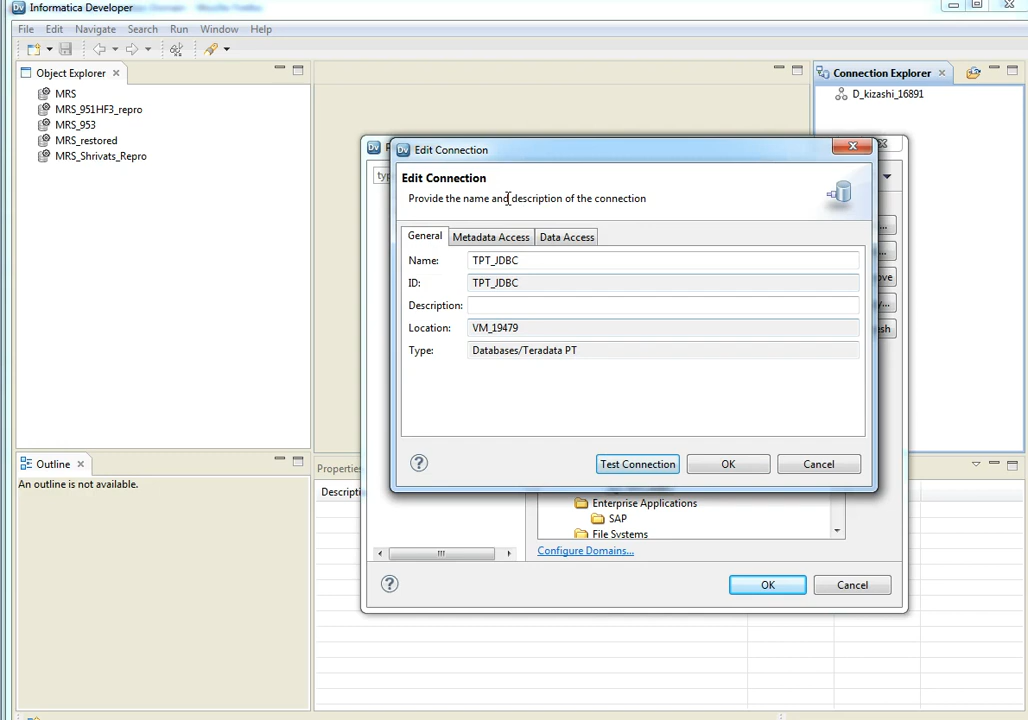 Informatica Developer
File Edit Navigate Search Run Window Help
Object Explorer
MRS
MRS_951HF3_repro
MRS_953
MRS_restored
MRS_Shrivats_Repro
Connection Explorer
D_kizashi_16891
Edit Connection
Edit Connection
Provide the name and description of the connection
General Metadata Access Data Access
Name: TPT_JDBC
ID: TPT_JDBC
Description:
Location: VM_19479
Type: Databases/Teradata PT
Test Connection OK Cancel
Outline
An outline is not available.
Properties
Enterprise Applications
SAP
File Systems
Configure Domains...
OK Cancel